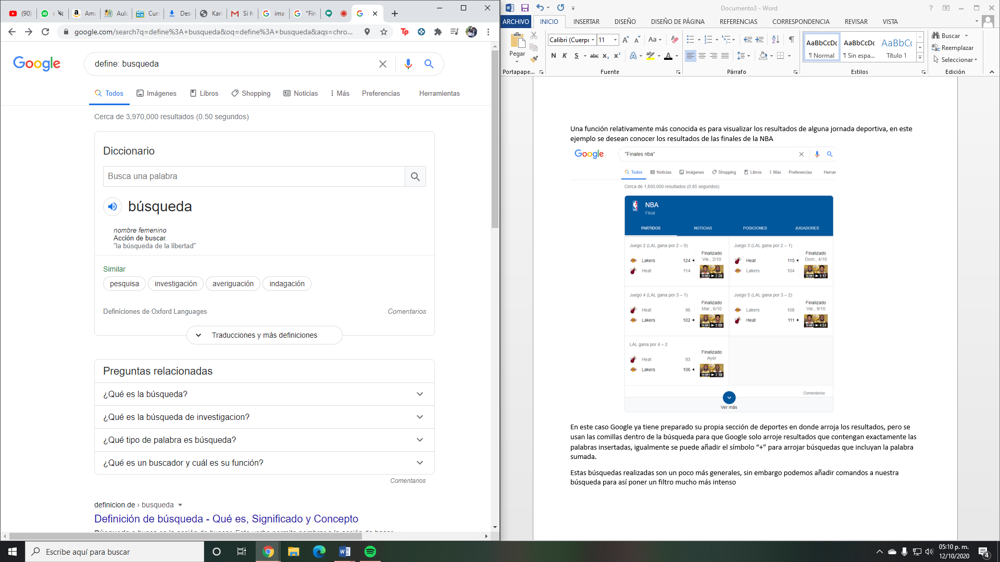 (90)
Ama
Aula
Curs
Des
Kari
Si h
ima
"Fin
google.com/search?q=define%3A+busqueda&oq=define%3A+busqueda&aqs=chro...
Google
define: busqueda
Todos
Imágenes
Libros
Shopping
Noticias
Más
Preferencias
Herramientas
Cerca de 3,970,000 resultados (0.50 segundos)
Diccionario
Busca una palabra
búsqueda
nombre femenino
Acción de buscar.
"la búsqueda de la libertad"
Similar
pesquisa
investigación
averiguación
indagación
Definiciones de Oxford Languages
Comentarios
Traducciones y más definiciones
Preguntas relacionadas
¿Qué es la búsqueda?
¿Qué es la búsqueda de investigacion?
¿Qué tipo de palabra es búsqueda?
¿Qué es un buscador y cuál es su función?
Comentarios
definicion.de › busqueda
Definición de búsqueda - Qué es, Significado y Concepto
Documento3 - Word
ARCHIVO INICIO INSERTAR DISEÑO DISEÑO DE PÁGINA REFERENCIAS CORRESPONDENCIA REVISAR VISTA
Pegar
Calibri (Cuerpo
11
N K S abc x₂ x²
AaBbCcDc
¶ Normal
AaBbCcDc
¶ Sin espa...
AaBbCc
Título 1
Buscar
Reemplazar
Seleccionar
Portapape...
Fuente
Párrafo
Estilos
Edición
Una función relativamente más conocida es para visualizar los resultados de alguna jornada deportiva, en este
ejemplo se desean conocer los resultados de las finales de la NBA
Google
"Finales nba"
Todos Noticias Imágenes Shopping Libros Más Preferencias Herran
Cerca de 1,850,000 resultados (0.85 segundos)
NBA
Final
PARTIDOS NOTICIAS POSICIONES JUGADORES
Juego 2 (LAL gana por 2 – 0)
Lakers 124
Heat 114
Finalizado
Vie., 2/10
2:28
Juego 3 (LAL gana por 2 – 1)
Heat 115
Lakers 104
Finalizado
Dom., 4/10
3:17
Juego 4 (LAL gana por 3 – 1)
Heat 96
Lakers 102
Finalizado
Mar., 6/10
3:09
Juego 5 (LAL gana por 3 – 2)
Lakers 108
Heat 111
Finalizado
Vie., 9/10
4:51
LAL gana por 4 – 2
Heat 93
Lakers 106
Finalizado
Ayer
2:39
Comentarios
Ver más
En este caso Google ya tiene preparado su propia sección de deportes en donde arroja los resultados, pero se
usan las comillas dentro de la búsqueda para que Google solo arroje resultados que contengan exactamente las
palabras insertadas, igualmente se puede añadir el símbolo “+” para arrojar búsquedas que incluyan la palabra
sumada.
Estas búsquedas realizadas son un poco más generales, sin embargo podemos añadir comandos a nuestra
búsqueda para así poner un filtro mucho más intenso
Escribe aquí para buscar
05:10 p. m.
12/10/2020
4